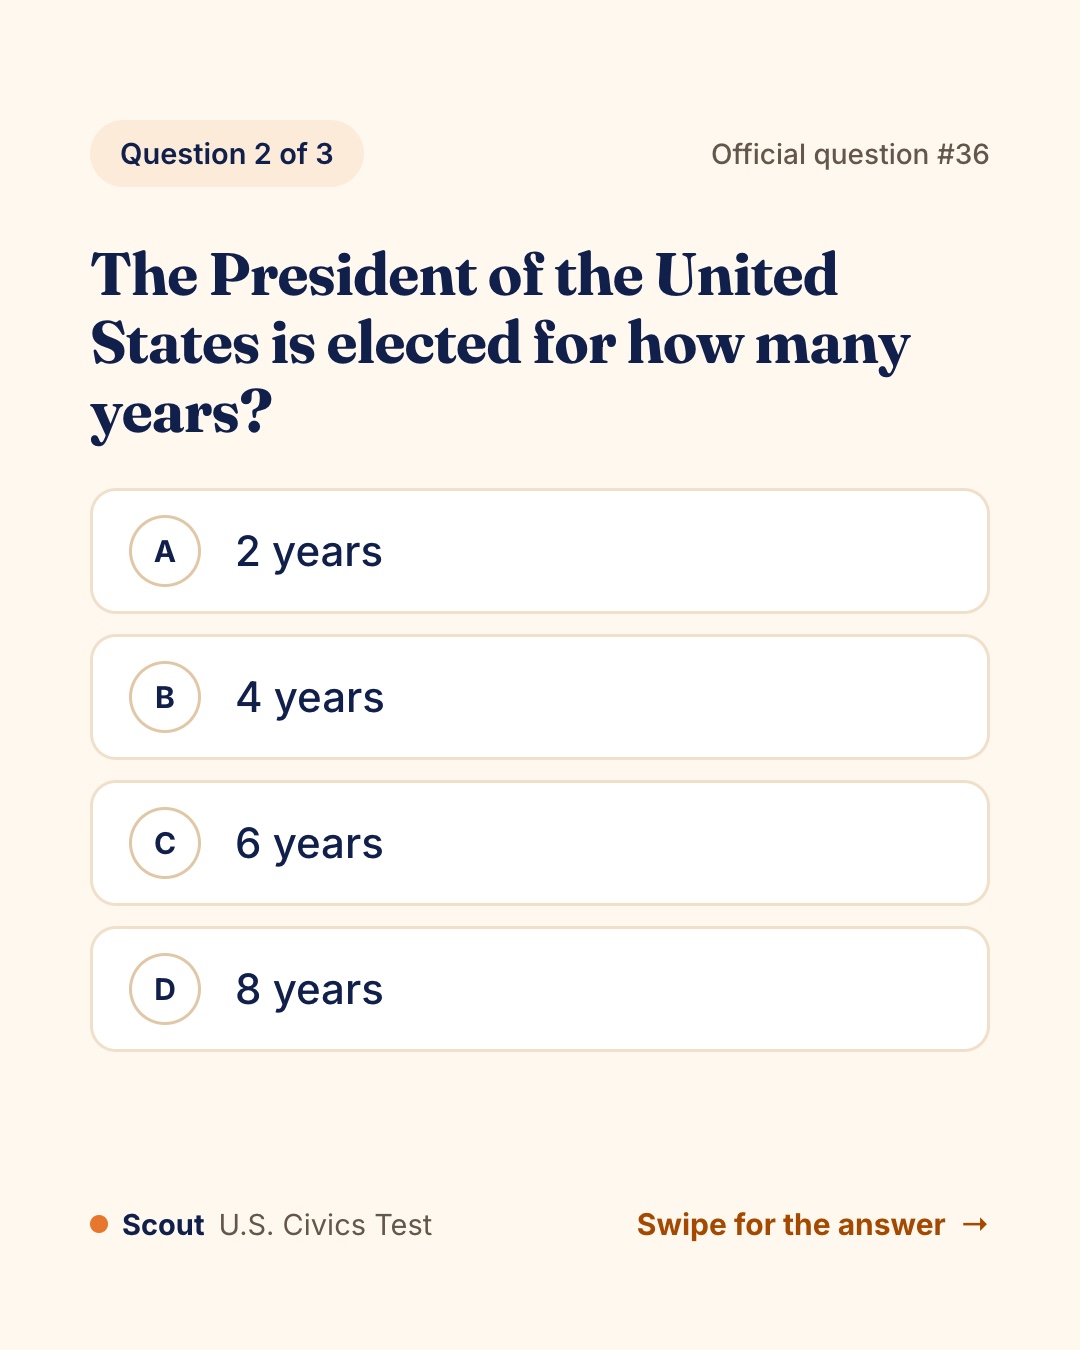 Question 2 of 3
Official question #36
The President of the United
States is elected for how many
years?
A 2 years
B 4 years
C 6 years
D 8 years
Scout U.S. Civics Test
Swipe for the answer →